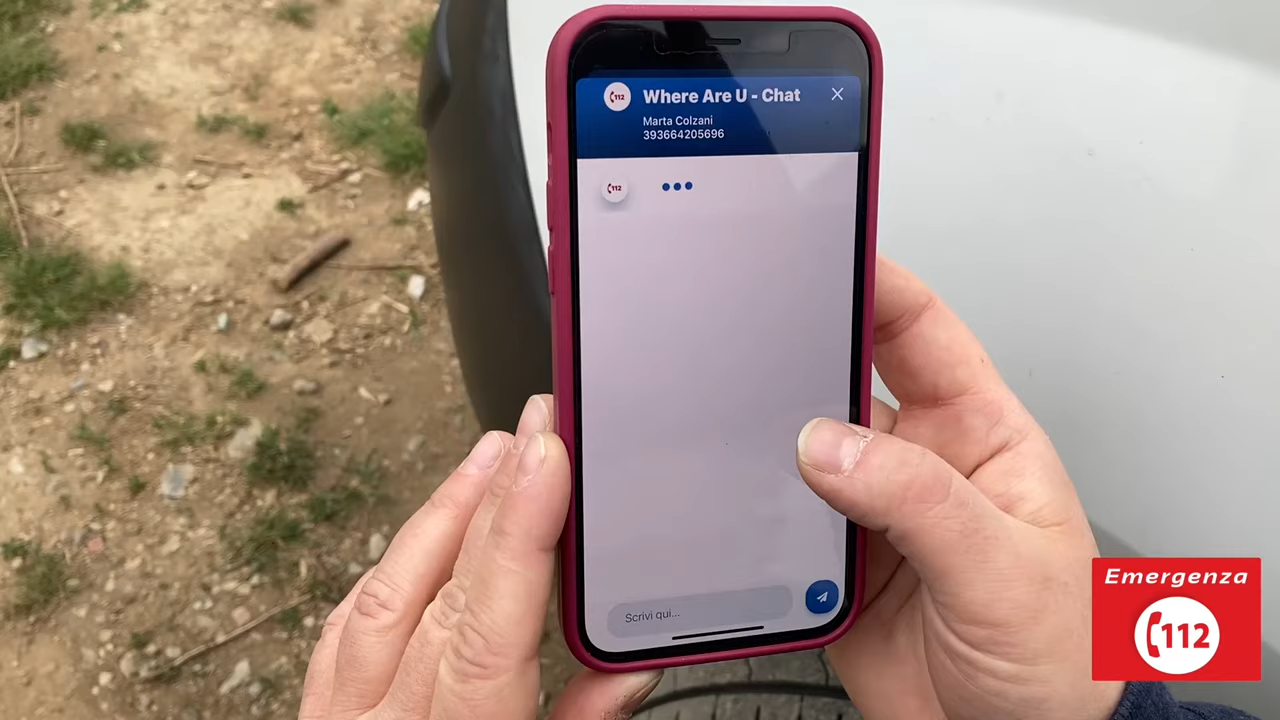 112
Where Are U - Chat
Marta Colzani
393664205696
112
Scrivi qui...
Emergenza
112